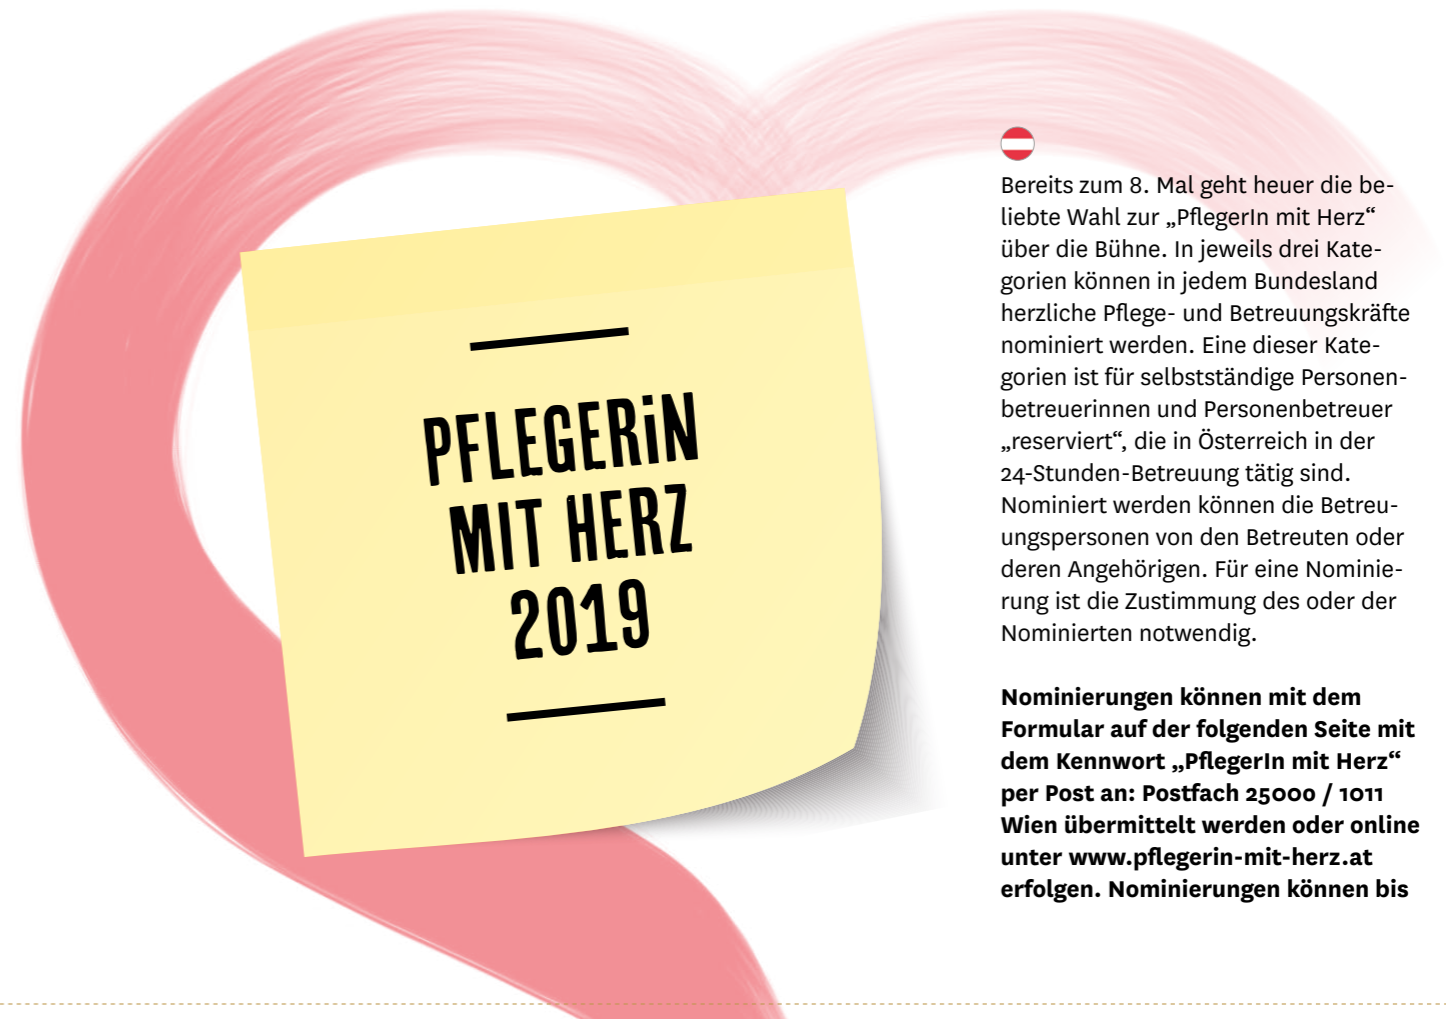 PFLEGERiN
MIT HERZ
2019
Bereits zum 8. Mal geht heuer die be-
liebte Wahl zur „PflegerIn mit Herz“
über die Bühne. In jeweils drei Kate-
gorien können in jedem Bundesland
herzliche Pflege- und Betreuungskräfte
nominiert werden. Eine dieser Kate-
gorien ist für selbstständige Personen-
betreuerinnen und Personenbetreuer
„reserviert“, die in Österreich in der
24-Stunden-Betreuung tätig sind.
Nominiert werden können die Betreu-
ungspersonen von den Betreuten oder
deren Angehörigen. Für eine Nominie-
rung ist die Zustimmung des oder der
Nominierten notwendig.
Nominierungen können mit dem
Formular auf der folgenden Seite mit
dem Kennwort „PflegerIn mit Herz“
per Post an: Postfach 25000 / 1011
Wien übermittelt werden oder online
unter www.pflegerin-mit-herz.at
erfolgen. Nominierungen können bis